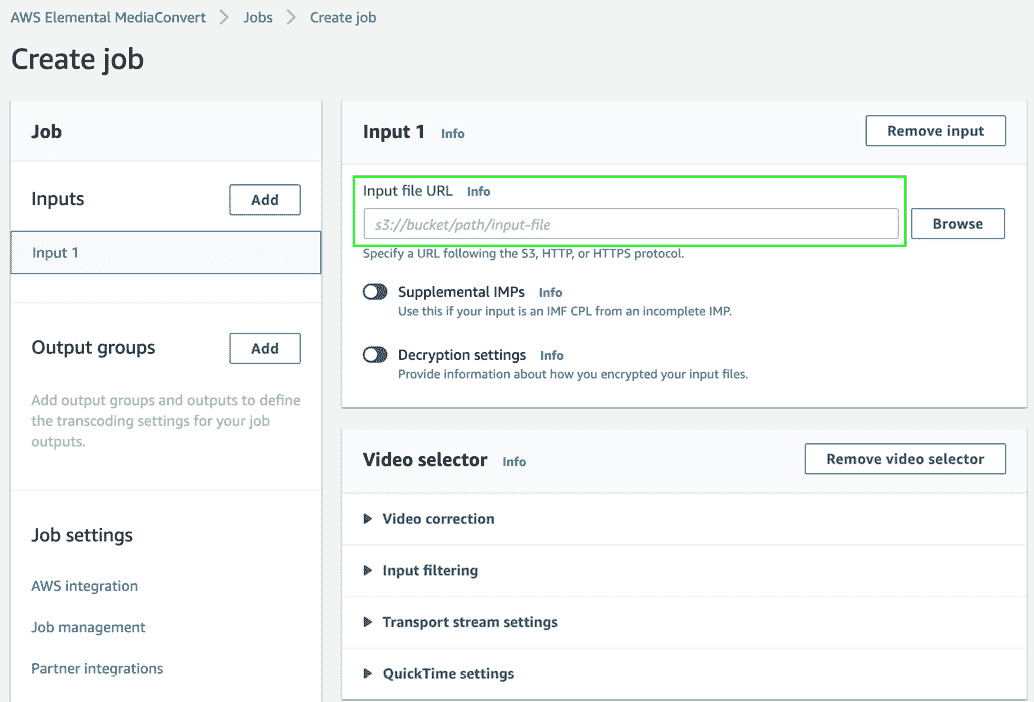 AWS Elemental MediaConvert > Jobs > Create job
Create job
Job
Inputs
Add
Input 1
Output groups
Add
Add output groups and outputs to define
the transcoding settings for your job
outputs.
Job settings
AWS integration
Job management
Partner integrations
Input 1 Info
Remove input
Input file URL Info
s3://bucket/path/input-file
Browse
Specify a URL following the S3, HTTP, or HTTPS protocol.
Supplemental IMPs Info
Use this if your input is an IMF CPL from an incomplete IMP.
Decryption settings Info
Provide information about how you encrypted your input files.
Video selector Info
Remove video selector
Video correction
Input filtering
Transport stream settings
QuickTime settings